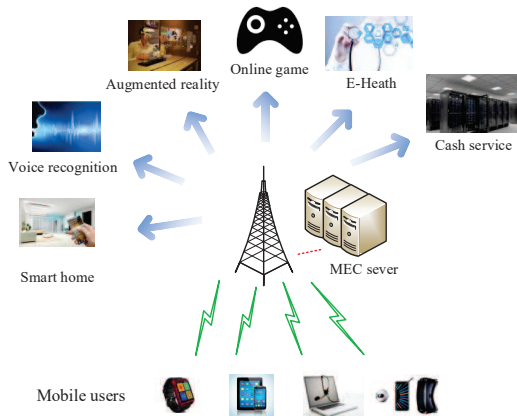 Online game
Augmented reality
E-Heath
Cash service
Voice recognition
Smart home
MEC sever
Mobile users